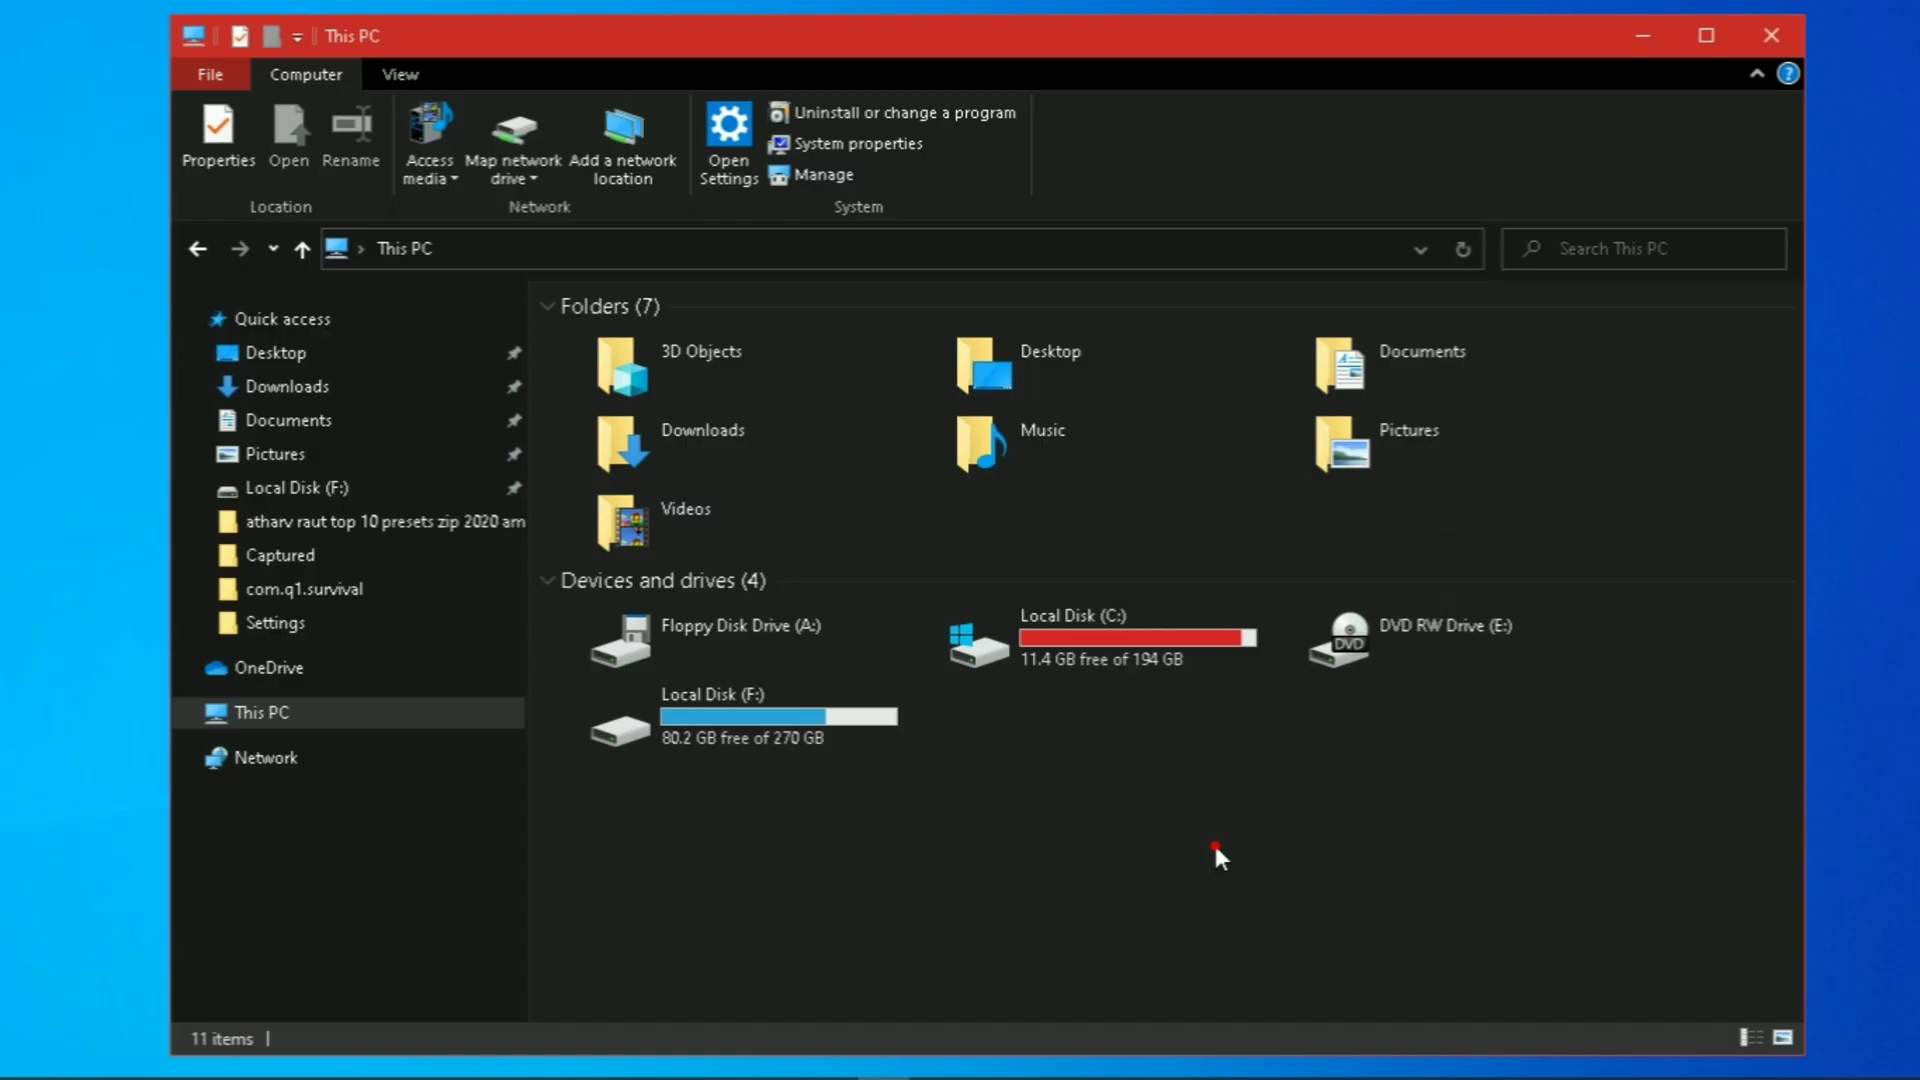 This PC
File
Computer
View
Properties
Open
Rename
Access media
Map network drive
Add a network location
Open Settings
Uninstall or change a program
System properties
Manage
Location
Network
System
This PC
Search This PC
Quick access
Desktop
Downloads
Documents
Pictures
Local Disk (F:)
atharv raut top 10 presets zip 2020 am
Captured
com.q1.survival
Settings
OneDrive
This PC
Network
Folders (7)
3D Objects
Desktop
Documents
Downloads
Music
Pictures
Videos
Devices and drives (4)
Floppy Disk Drive (A:)
Local Disk (C:)
11.4 GB free of 194 GB
DVD RW Drive (E:)
DVD
Local Disk (F:)
80.2 GB free of 270 GB
11 items